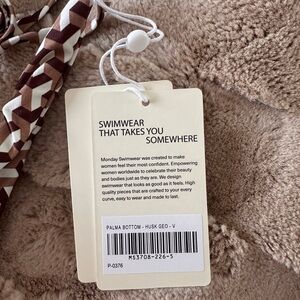 SWIMWEAR
THAT TAKES YOU
SOMEWHERE
Monday Swimwear was created to make
women feel their most confident. Empowering
women worldwide to celebrate their beauty
and bodies just as they are. We design
swimwear that looks as good as it feels. High
quality pieces that are crafted to your every
curve, easy to wear and made to last.
PALMA BOTTOM - HUSK GEO - V
MS3708-226-S
P-0376